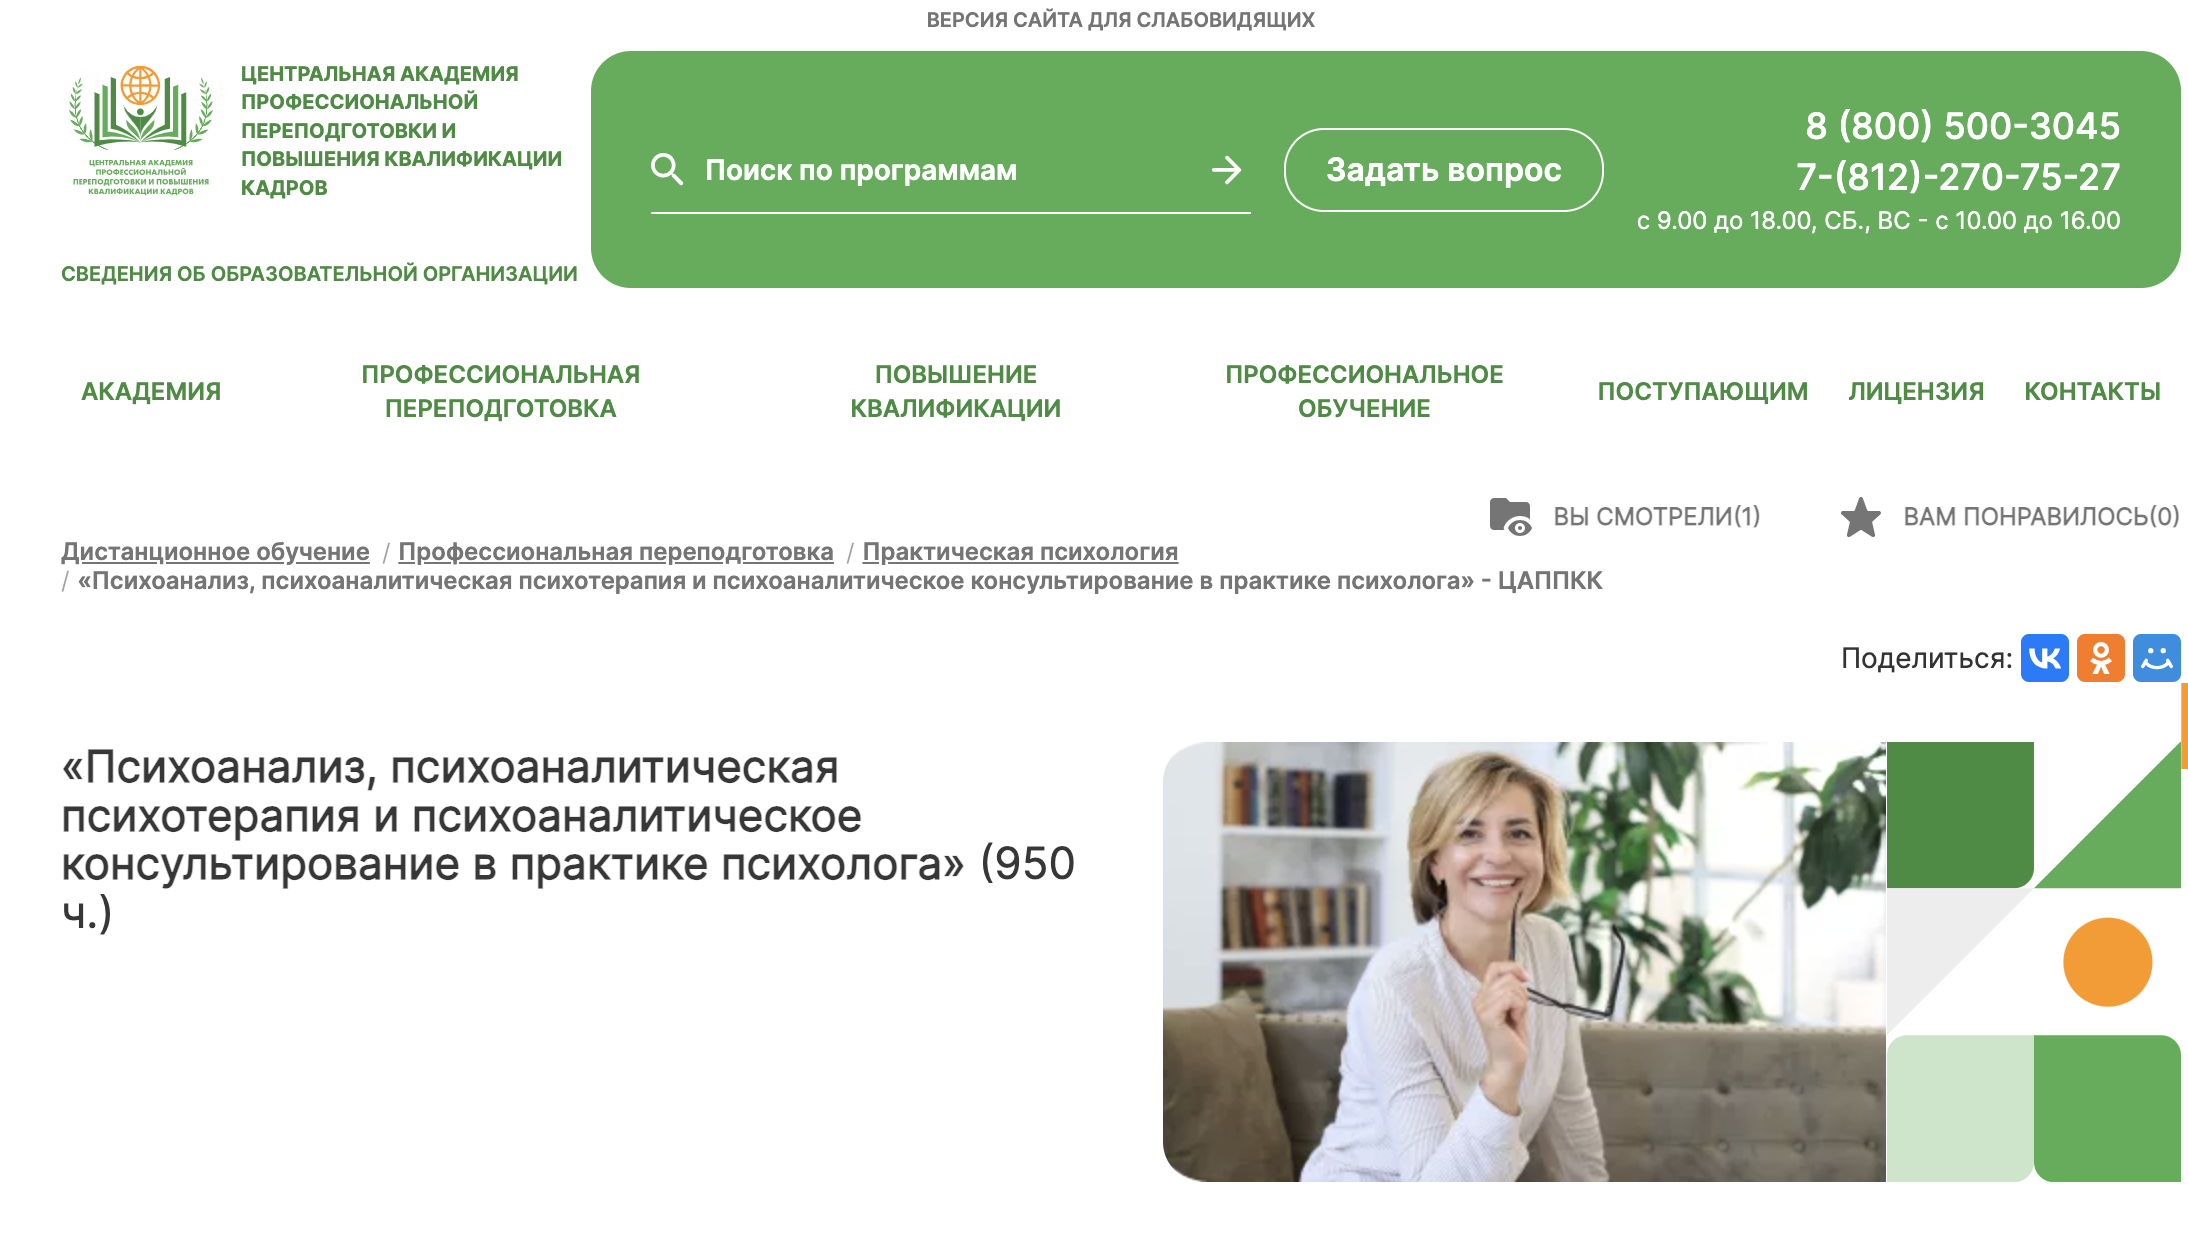 ВЕРСИЯ САЙТА ДЛЯ СЛАБОВИДЯЩИХ
ЦЕНТРАЛЬНАЯ АКАДЕМИЯ
ПРОФЕССИОНАЛЬНОЙ
ПЕРЕПОДГОТОВКИ И ПОВЫШЕНИЯ
КВАЛИФИКАЦИИ КАДРОВ
ЦЕНТРАЛЬНАЯ АКАДЕМИЯ
ПРОФЕССИОНАЛЬНОЙ
ПЕРЕПОДГОТОВКИ И
ПОВЫШЕНИЯ КВАЛИФИКАЦИИ
КАДРОВ
СВЕДЕНИЯ ОБ ОБРАЗОВАТЕЛЬНОЙ ОРГАНИЗАЦИИ
Поиск по программам
Задать вопрос
8 (800) 500-3045
7-(812)-270-75-27
с 9.00 до 18.00, СБ., ВС - с 10.00 до 16.00
АКАДЕМИЯ
ПРОФЕССИОНАЛЬНАЯ
ПЕРЕПОДГОТОВКА
ПОВЫШЕНИЕ
КВАЛИФИКАЦИИ
ПРОФЕССИОНАЛЬНОЕ
ОБУЧЕНИЕ
ПОСТУПАЮЩИМ
ЛИЦЕНЗИЯ
КОНТАКТЫ
ВЫ СМОТРЕЛИ(1)
ВАМ ПОНРАВИЛОСЬ(0)
Дистанционное обучение / Профессиональная переподготовка / Практическая психология
/ «Психоанализ, психоаналитическая психотерапия и психоаналитическое консультирование в практике психолога» - ЦАППКК
Поделиться:
«Психоанализ, психоаналитическая
психотерапия и психоаналитическое
консультирование в практике психолога» (950
ч.)